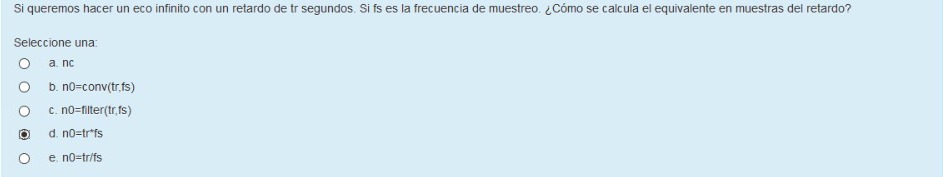 Si queremos hacer un eco infinito con un retardo de tr segundos. Si fs es la frecuencia de muestreo. ¿Cómo se calcula el equivalente en muestras del retardo?
Seleccione una:
a. nc
b. n0=conv(tr,fs)
c. n0=filter(tr,fs)
d. n0=tr*fs
e. n0=tr/fs